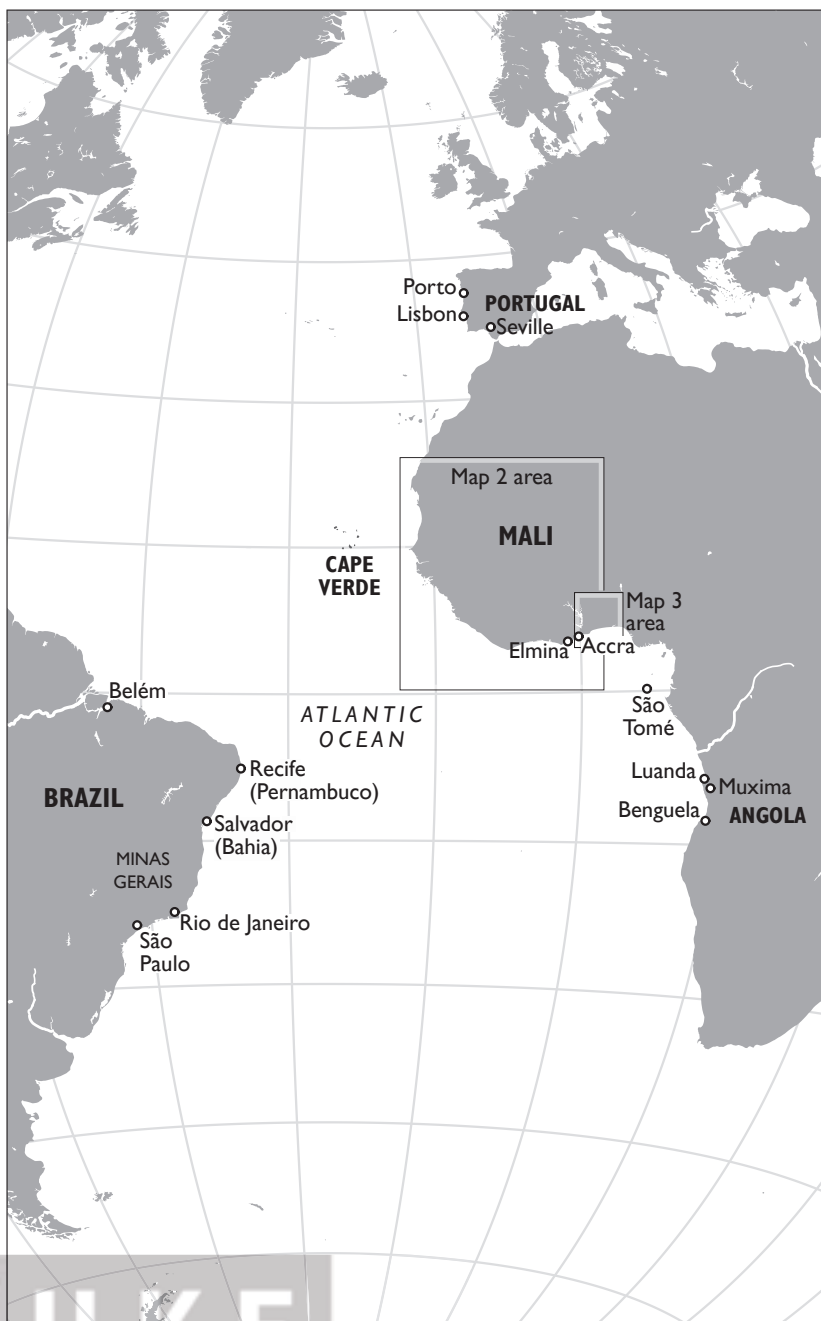 Porto
Lisbon
PORTUGAL
Seville
Map 2 area
MALI
CAPE
VERDE
Map 3
area
Elmina
Accra
Belém
ATLANTIC
OCEAN
São
Tomé
BRAZIL
Recife
(Pernambuco)
Luanda
Muxima
Benguela
ANGOLA
Salvador
(Bahia)
MINAS
GERAIS
Rio de Janeiro
São
Paulo